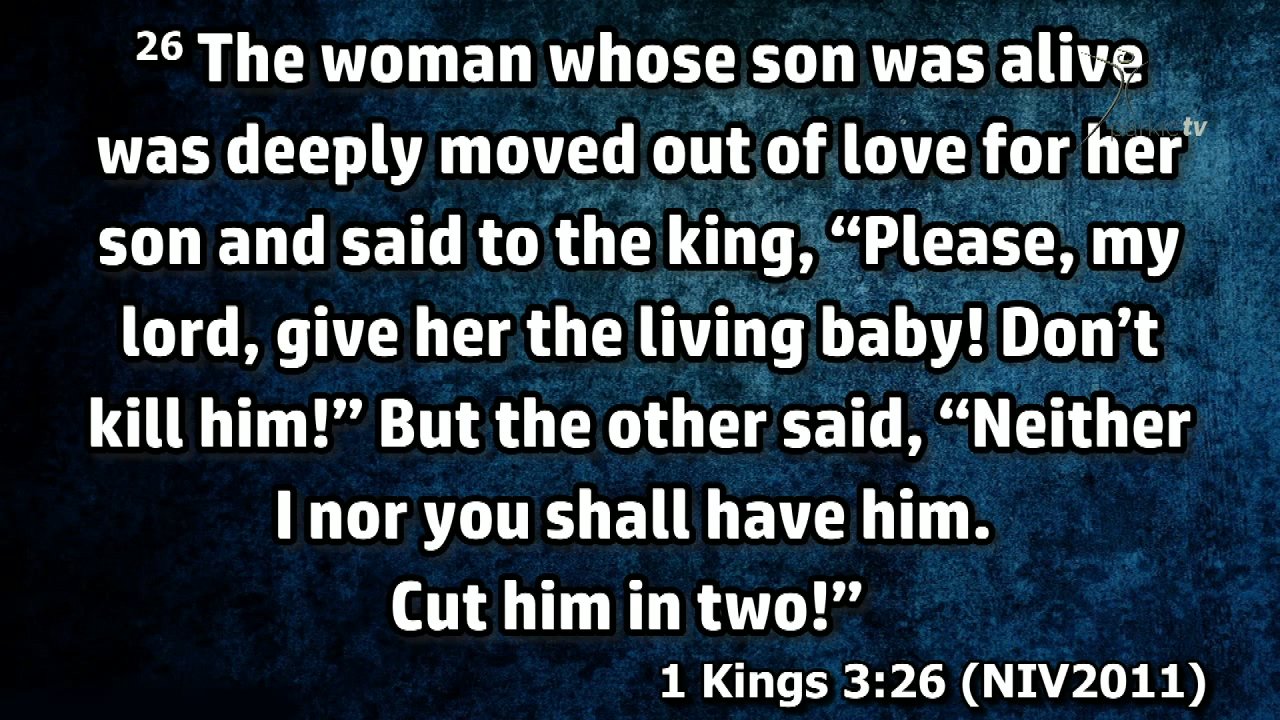 26 The woman whose son was alive
was deeply moved out of love for her
son and said to the king, “Please, my
lord, give her the living baby! Don’t
kill him!” But the other said, “Neither
I nor you shall have him.
Cut him in two!”
1 Kings 3:26 (NIV2011)
tv